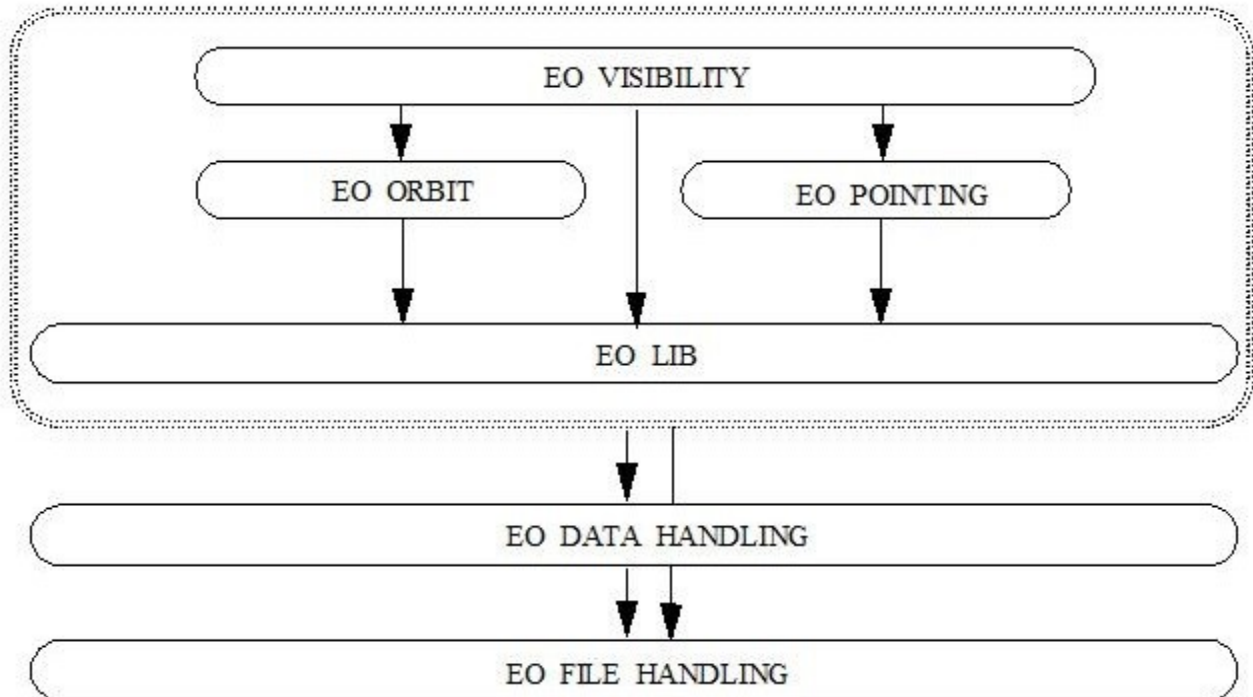 EO VISIBILITY
EO ORBIT
EO POINTING
EO LIB
EO DATA HANDLING
EO FILE HANDLING